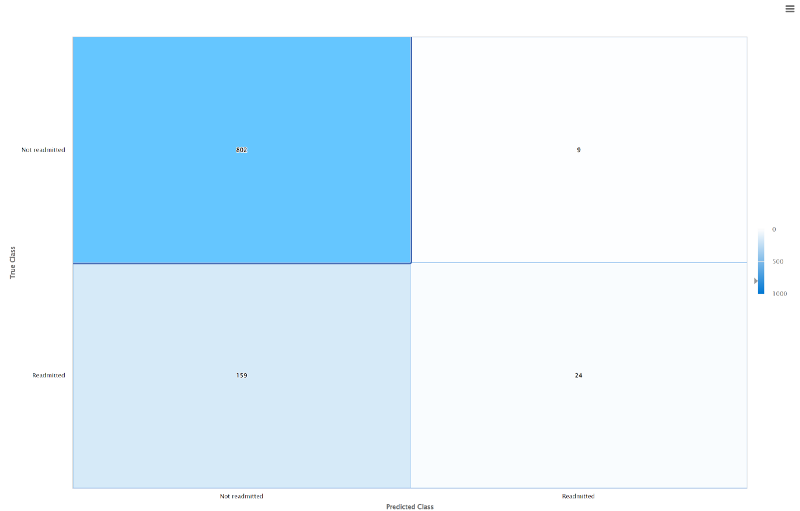 Not readmitted
802
9
True Class
0
500
1000
Readmitted
159
24
Not readmitted
Readmitted
Predicted Class